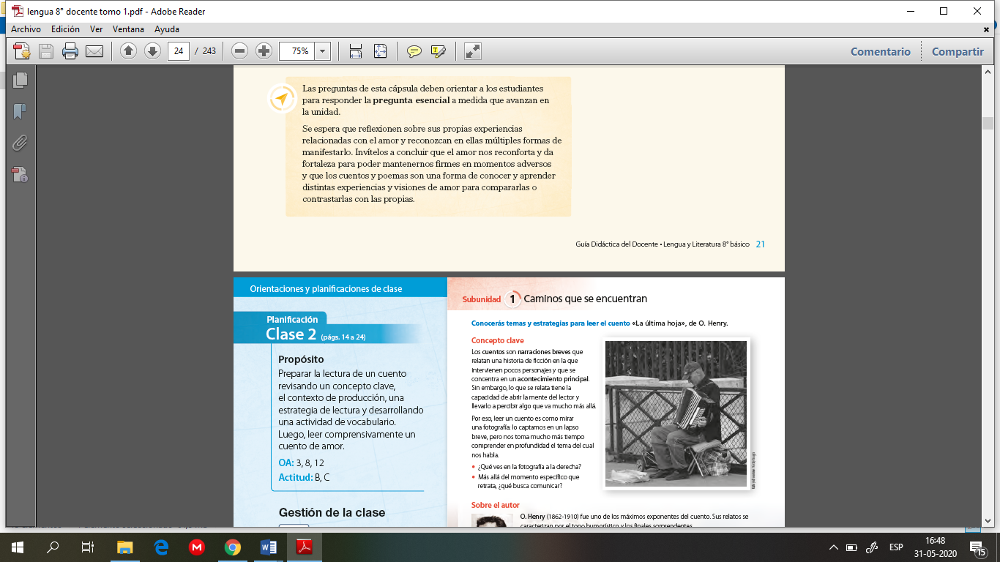 lengua 8° docente tomo 1.pdf - Adobe Reader
Archivo Edición Ver Ventana Ayuda
24 / 243 75% Comentario Compartir
Las preguntas de esta cápsula deben orientar a los estudiantes
para responder la pregunta esencial a medida que avanzan en
la unidad.
Se espera que reflexionen sobre sus propias experiencias
relacionadas con el amor y reconozcan en ellas múltiples formas de
manifestarlo. Invítelos a concluir que el amor nos reconforta y da
fortaleza para poder mantenernos firmes en momentos adversos
y que los cuentos y poemas son una forma de conocer y aprender
distintas experiencias y visiones de amor para compararlas o
contrastarlas con las propias.
Guía Didáctica del Docente • Lengua y Literatura 8° básico 21
Orientaciones y planificaciones de clase
Planificación
Clase 2 (págs. 14 a 24)
Propósito
Preparar la lectura de un cuento
revisando un concepto clave,
el contexto de producción, una
estrategia de lectura y desarrollando
una actividad de vocabulario.
Luego, leer comprensivamente un
cuento de amor.
OA: 3, 8, 12
Actitud: B, C
Gestión de la clase
Subunidad 1 Caminos que se encuentran
Conocerás temas y estrategias para leer el cuento «La última hoja», de O. Henry.
Concepto clave
Los cuentos son narraciones breves que
relatan una historia de ficción en la que
intervienen pocos personajes y que se
concentra en un acontecimiento principal.
Sin embargo, lo que se relata tiene la
capacidad de abrir la mente del lector y
llevarlo a percibir algo que va mucho más allá.
Por eso, leer un cuento es como mirar
una fotografía: lo captamos en un lapso
breve, pero nos toma mucho más tiempo
comprender en profundidad el tema del cual
nos habla.
• ¿Qué ves en la fotografía a la derecha?
• Más allá del momento específico que
retrata, ¿qué busca comunicar?
Sobre el autor
O. Henry (1862-1910) fue uno de los máximos exponentes del cuento. Sus relatos se
caracterizan por el tono humorístico y los finales sorprendentes.
ESP
16:48
31-05-2020
15